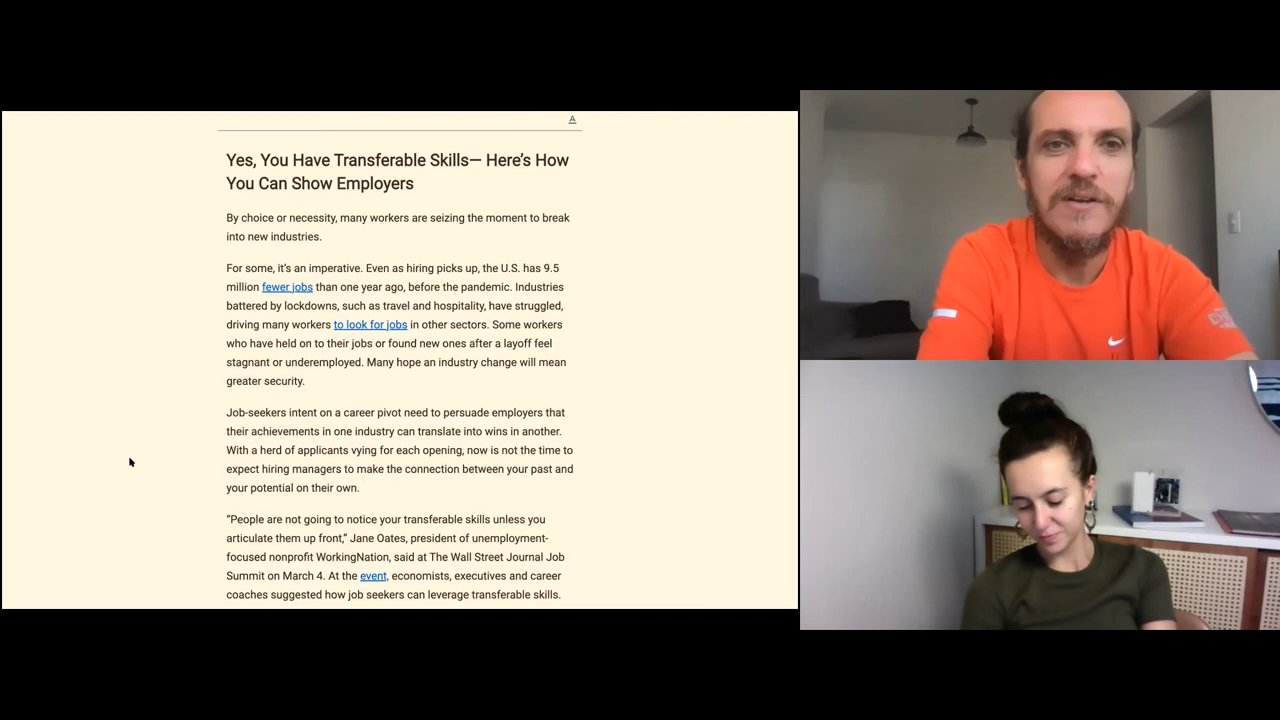 A
Yes, You Have Transferable Skills— Here’s How
You Can Show Employers
By choice or necessity, many workers are seizing the moment to break
into new industries.
For some, it’s an imperative. Even as hiring picks up, the U.S. has 9.5
million fewer jobs than one year ago, before the pandemic. Industries
battered by lockdowns, such as travel and hospitality, have struggled,
driving many workers to look for jobs in other sectors. Some workers
who have held on to their jobs or found new ones after a layoff feel
stagnant or underemployed. Many hope an industry change will mean
greater security.
Job-seekers intent on a career pivot need to persuade employers that
their achievements in one industry can translate into wins in another.
With a herd of applicants vying for each opening, now is not the time to
expect hiring managers to make the connection between your past and
your potential on their own.
“People are not going to notice your transferable skills unless you
articulate them up front,” Jane Oates, president of unemployment-
focused nonprofit WorkingNation, said at The Wall Street Journal Job
Summit on March 4. At the event, economists, executives and career
coaches suggested how job seekers can leverage transferable skills.